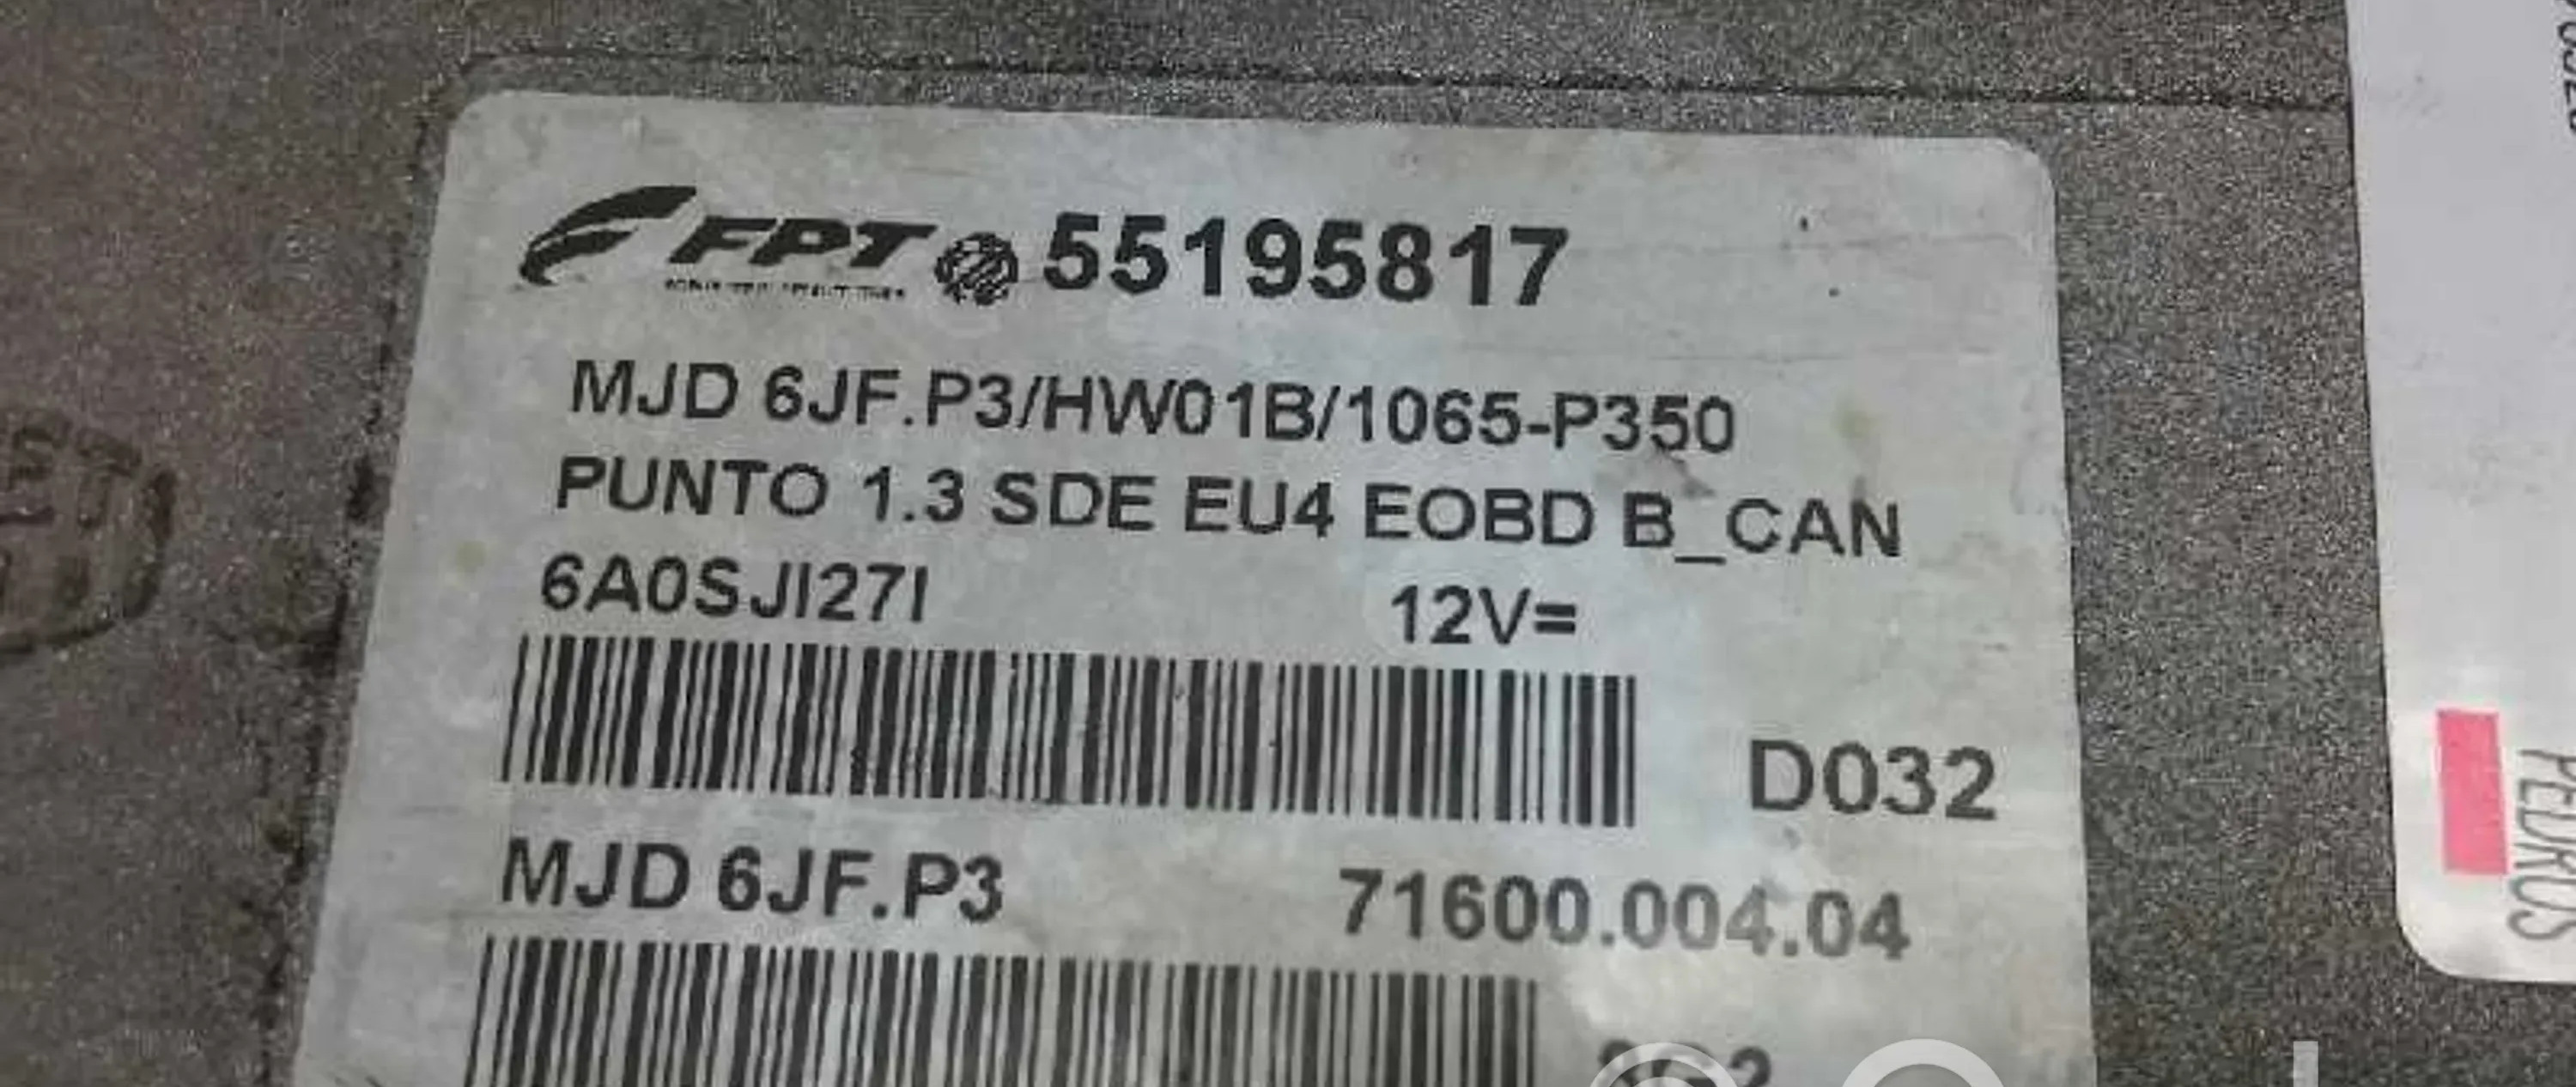 FPT 55195817
MJD 6JF.P3/HW01B/1065-P350
PUNTO 1.3 SDE EU4 EOBD B_CAN
6A0SJI27I 12V=
D032
MJD 6JF.P3 71600.004.04
PEDROS